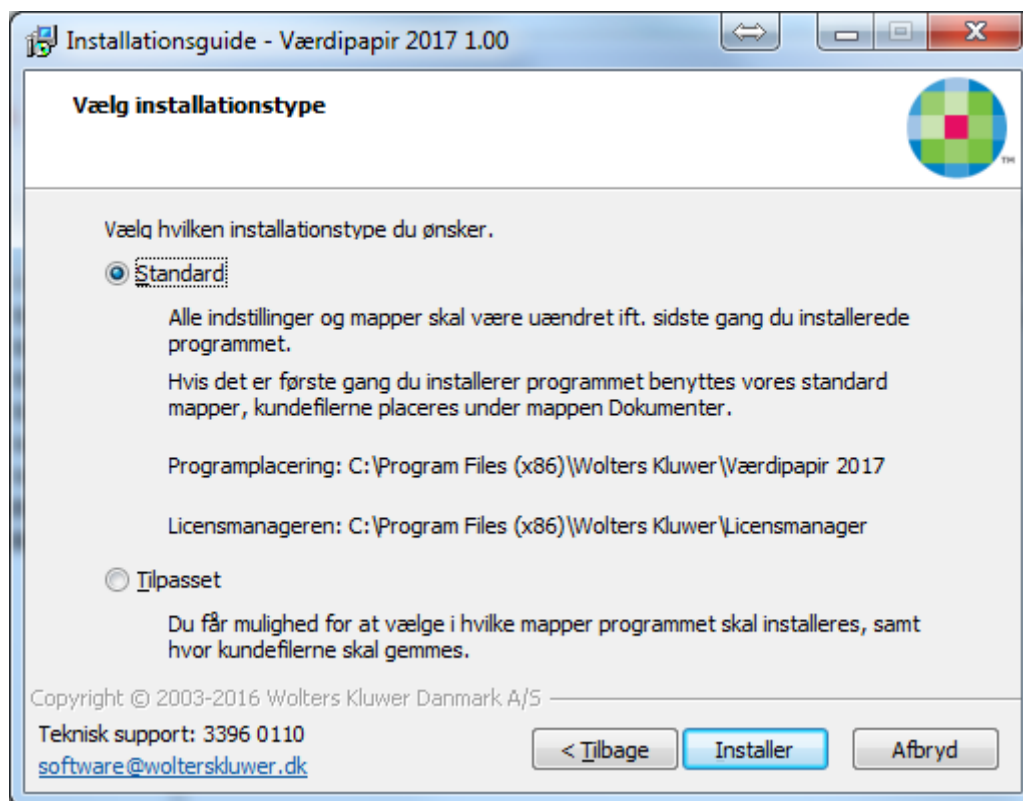 Installationsguide - Værdipapir 2017 1.00
Vælg installationstype
TM
Vælg hvilken installationstype du ønsker.
Standard
Alle indstillinger og mapper skal være uændret ift. sidste gang du installerede
programmet.
Hvis det er første gang du installerer programmet benyttes vores standard
mapper, kundefilerne placeres under mappen Dokumenter.
Programplacering: C:\Program Files (x86)\Wolters Kluwer\Værdipapir 2017
Licensmanageren: C:\Program Files (x86)\Wolters Kluwer\Licensmanager
Tilpasset
Du får mulighed for at vælge i hvilke mapper programmet skal installeres, samt
hvor kundefilerne skal gemmes.
Copyright © 2003-2016 Wolters Kluwer Danmark A/S
Teknisk support: 3396 0110
software@wolterskluwer.dk
< Tilbage
Installer
Afbryd